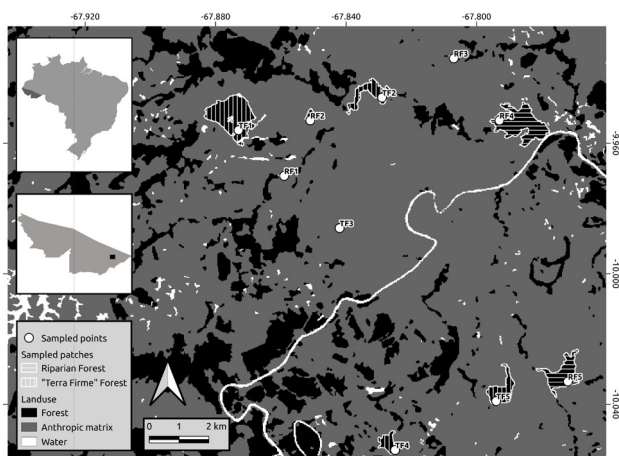 -67.920 -67.880 -67.840 -67.800
RF3
TF2
TF1
RF2
RF4
-9.960
RF1
TF3
-10.000
Sampled points
Sampled patches
Riparian Forest
"Terra Firme" Forest
Landuse
Forest
Anthropic matrix
Water
0 1 2 km
RF5
TF5
-10.040
TF4